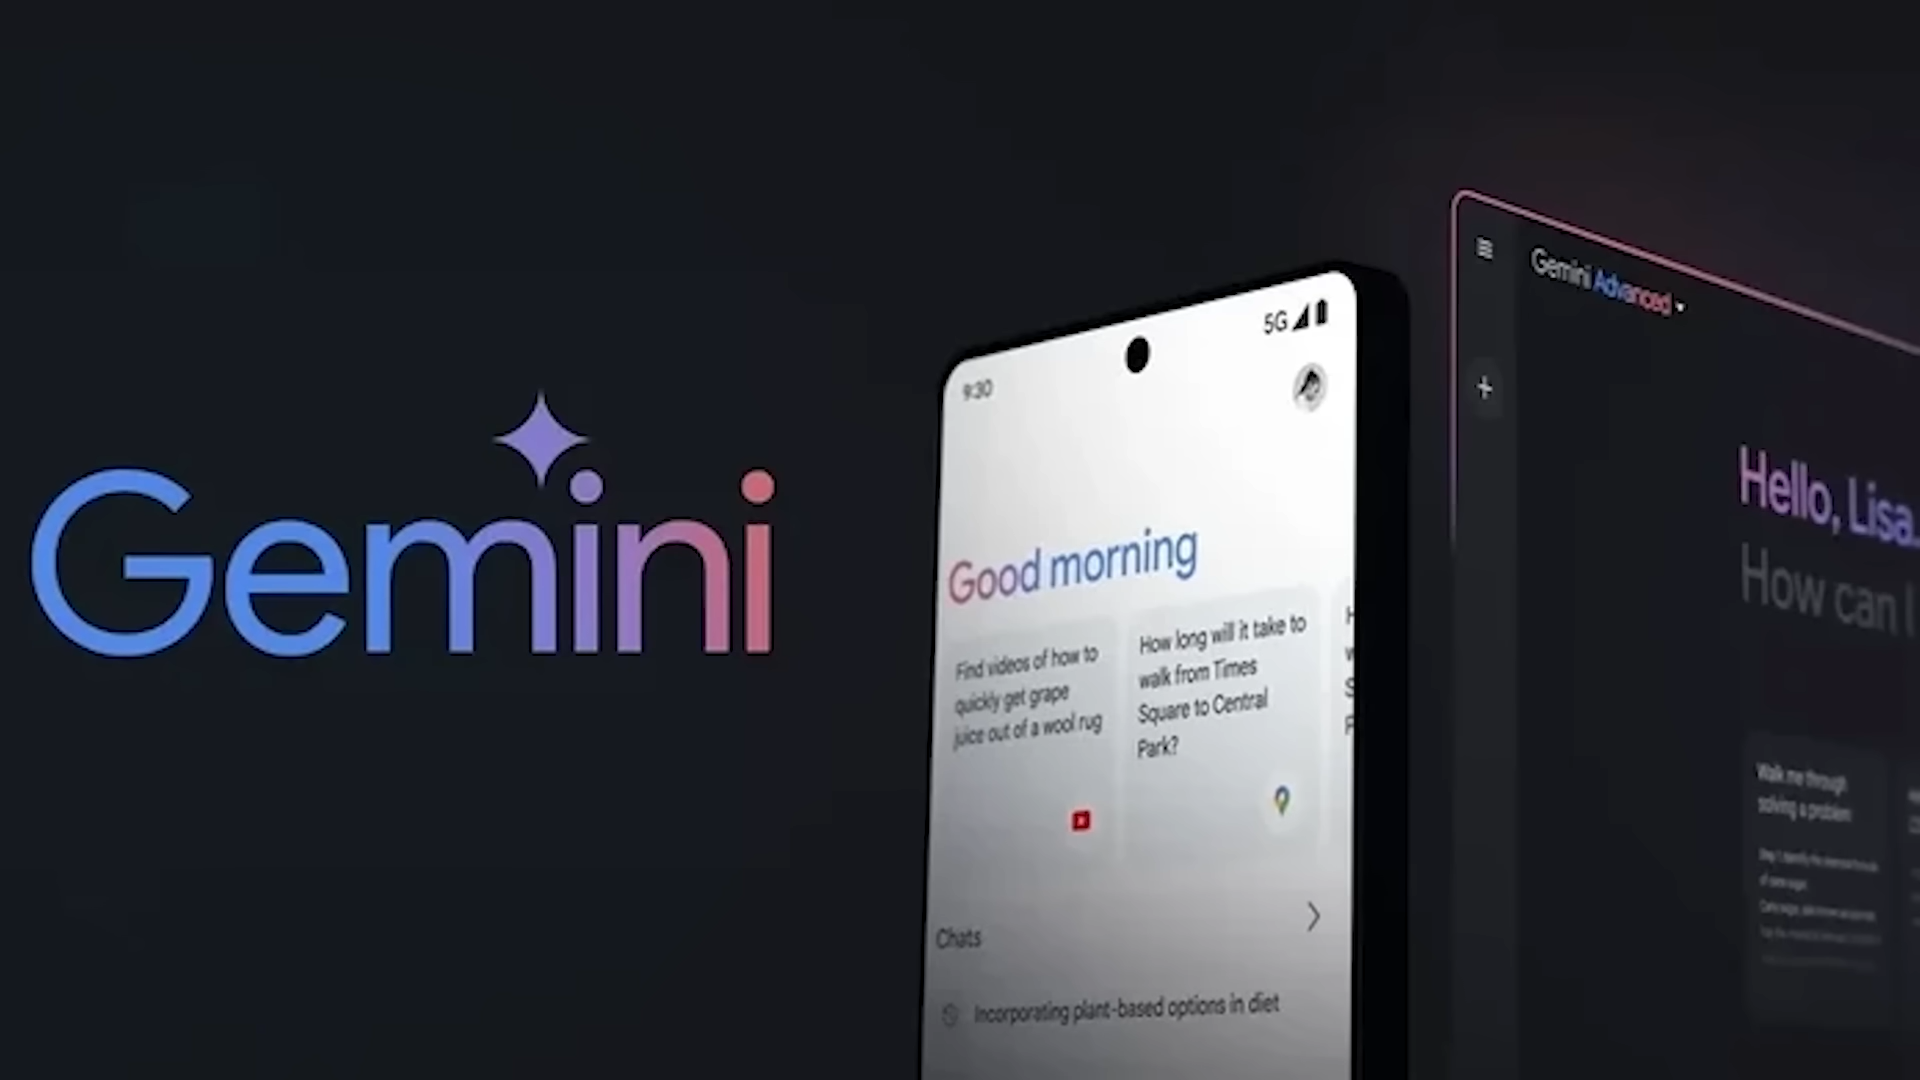 Gemini
9:30
5G
Good morning
Find videos of how to
quickly get grape
juice out of a wool rug
How long will it take to
walk from Times
Square to Central
Park?
Chats
Incorporating plant-based options in diet
Gemini Advanced
Hello, Lisa.
How can I
Walk me through
solving a problem